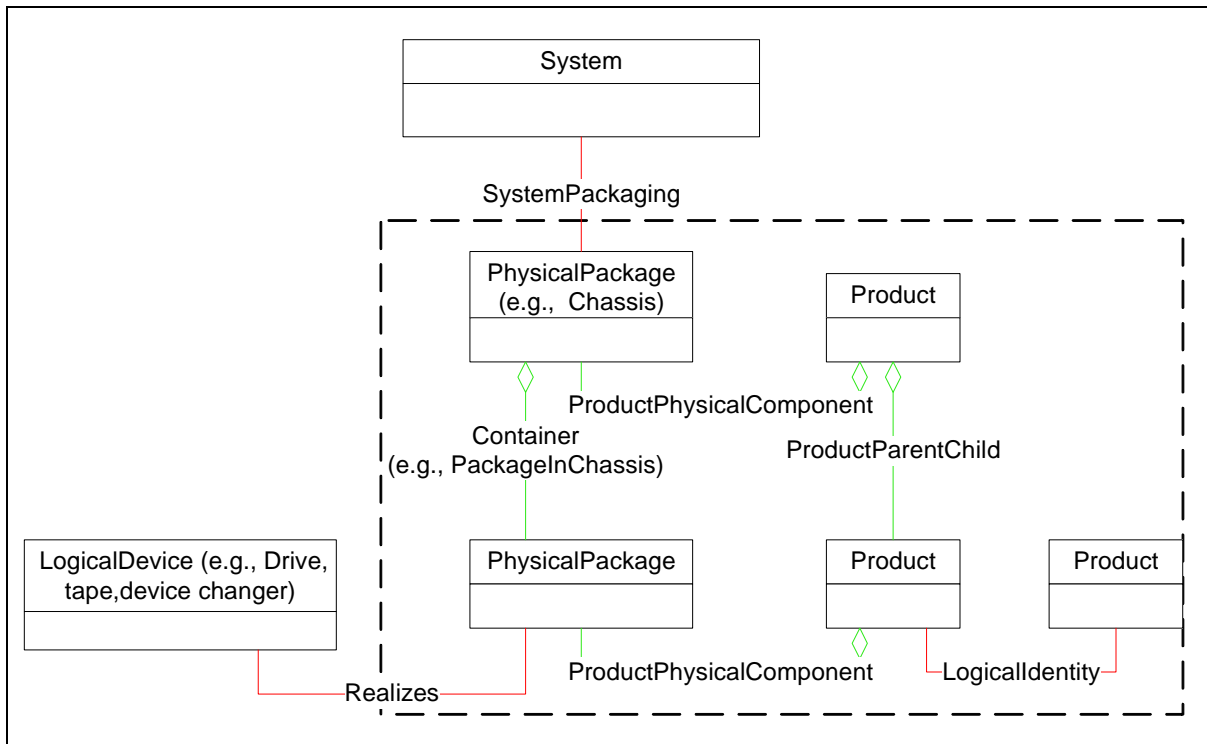 System
SystemPackaging
PhysicalPackage
(e.g., Chassis)
Product
ProductPhysicalComponent
Container
(e.g., PackageInChassis)
ProductParentChild
LogicalDevice (e.g., Drive,
tape,device changer)
PhysicalPackage
Product
Product
ProductPhysicalComponent
LogicalIdentity
Realizes